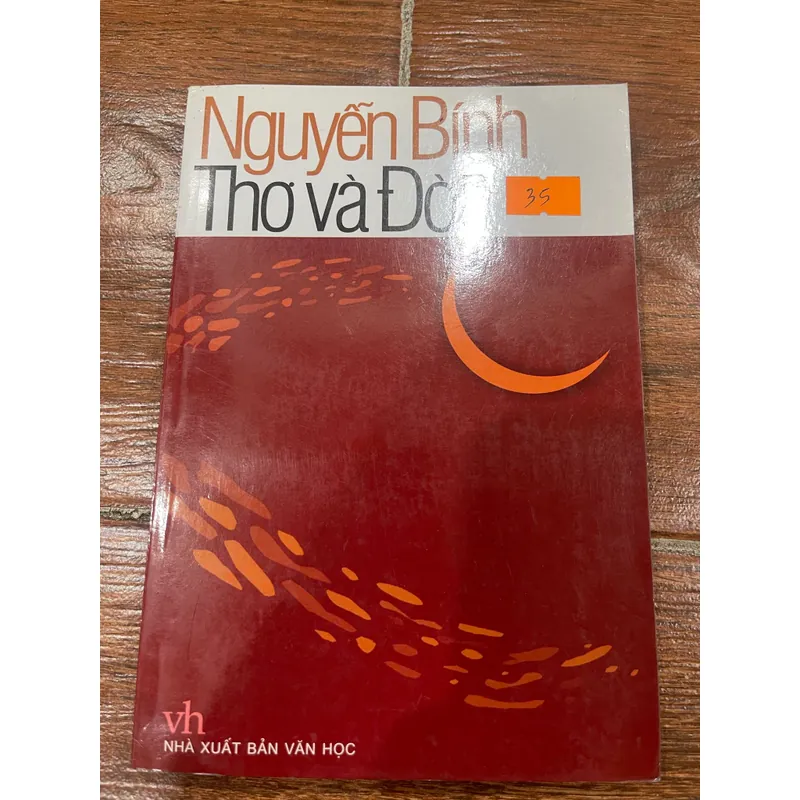 Nguyễn Bính
Thơ và
35
vh
NHÀ XUẤT BẢN VĂN HỌC